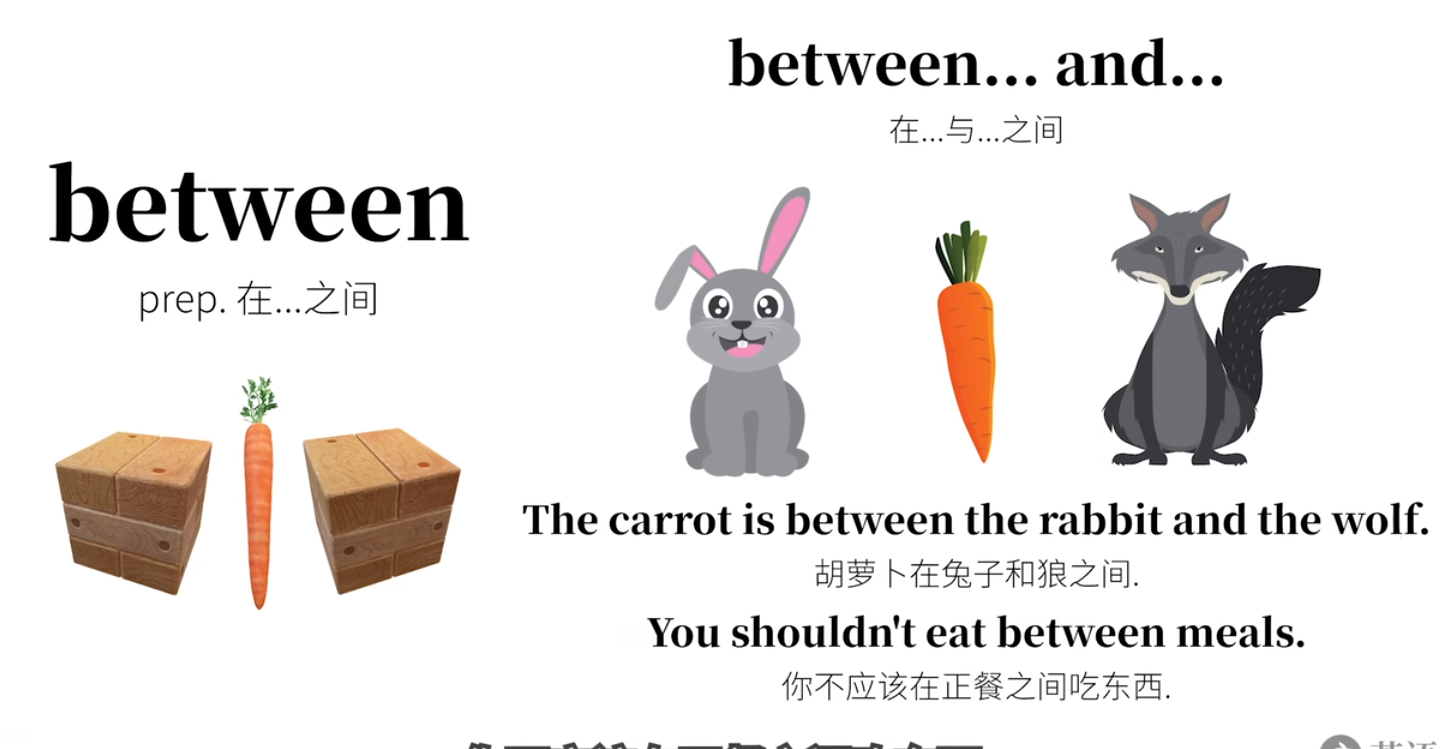 between
prep. 在...之间
between... and...
在...与...之间
The carrot is between the rabbit and the wolf.
胡萝卜在兔子和狼之间.
You shouldn't eat between meals.
你不应该在正餐之间吃东西.